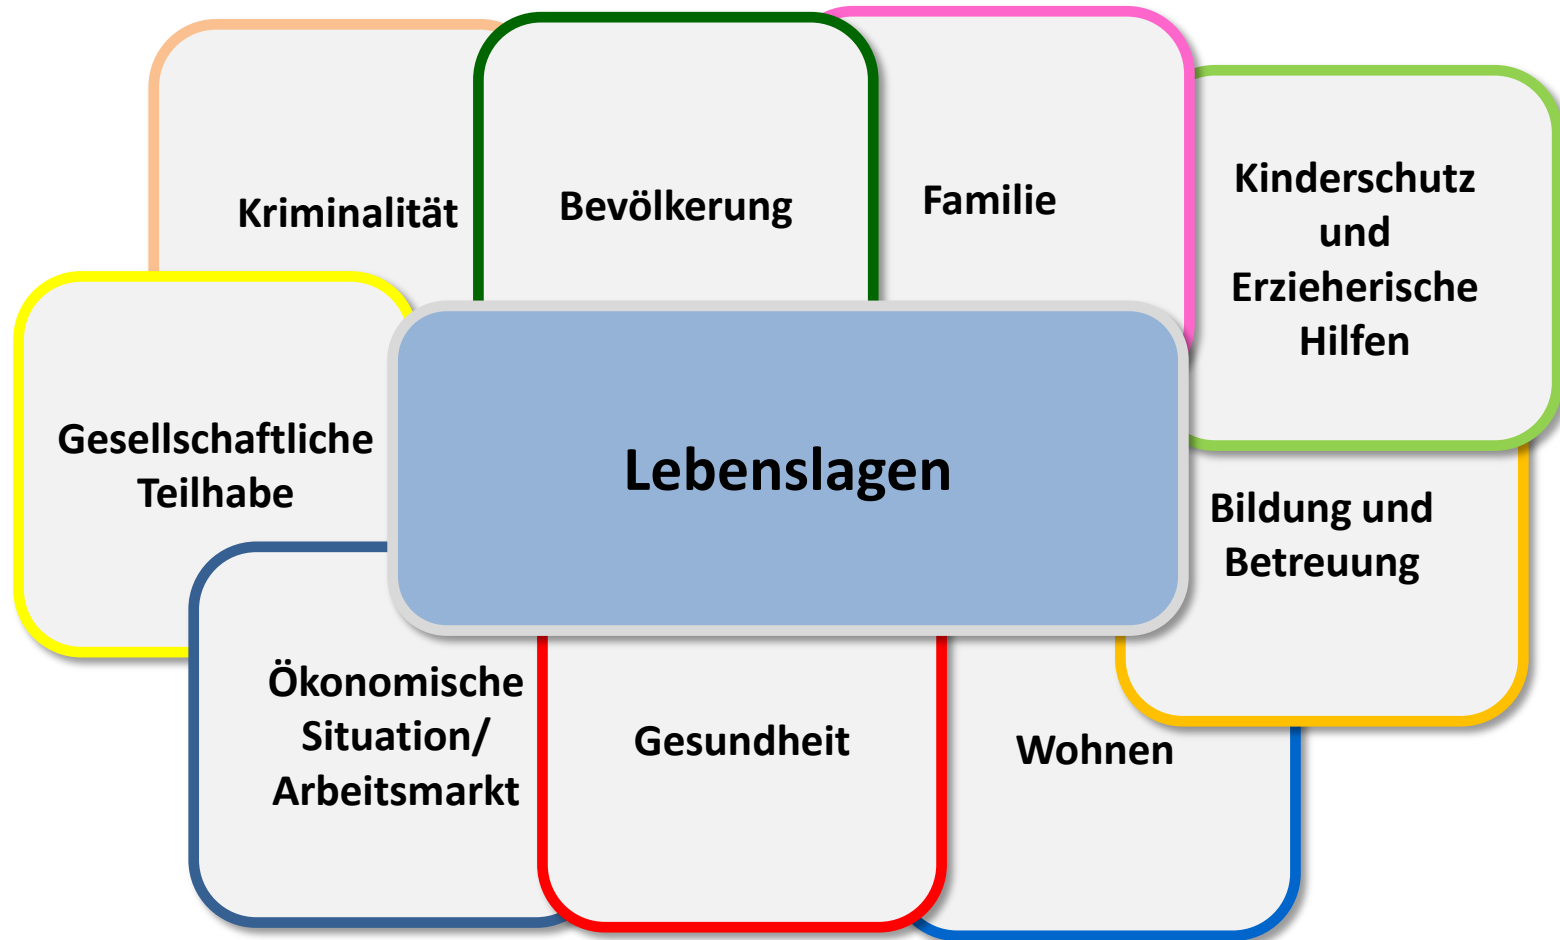 Kriminalität
Bevölkerung
Familie
Kinderschutz
und
Erzieherische
Hilfen
Gesellschaftliche
Teilhabe
Lebenslagen
Bildung und
Betreuung
Ökonomische
Situation/
Arbeitsmarkt
Gesundheit
Wohnen